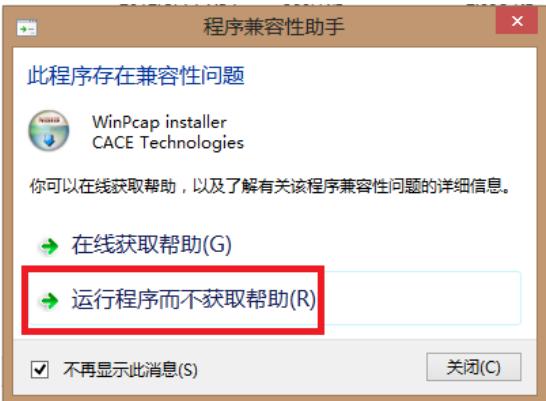 程序兼容性助手
此程序存在兼容性问题
WinPcap installer
CACE Technologies
你可以在线获取帮助，以及了解有关该程序兼容性问题的详细信息。
在线获取帮助(G)
运行程序而不获取帮助(R)
不再显示此消息(S)
关闭(C)